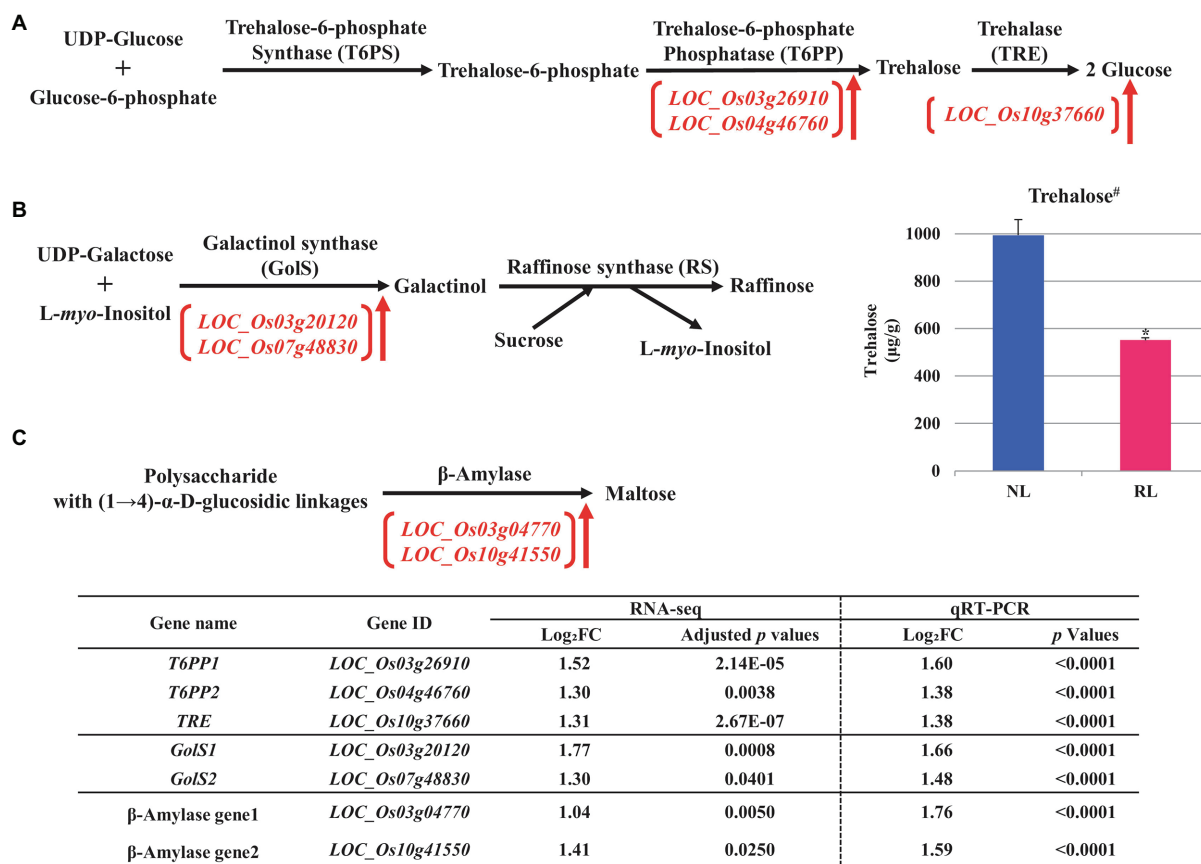 A
UDP-Glucose
+
Glucose-6-phosphate
Trehalose-6-phosphate
Synthase (T6PS)
Trehalose-6-phosphate
Trehalose-6-phosphate
Phosphatase (T6PP)
LOC_Os03g26910
LOC_Os04g46760
Trehalose
Trehalase
(TRE)
LOC_Os10g37660
2 Glucose
B
UDP-Galactose
+
L-myo-Inositol
Galactinol synthase
(GolS)
LOC_Os03g20120
LOC_Os07g48830
Galactinol
Raffinose synthase (RS)
Raffinose
Sucrose
L-myo-Inositol
Trehalose#
Trehalose
(μg/g)
1000
800
600
400
200
0
*
NL
RL
C
Polysaccharide
with (1→4)-α-D-glucosidic linkages
β-Amylase
LOC_Os03g04770
LOC_Os10g41550
Maltose
Gene name Gene ID RNA-seq qRT-PCR
Log₂FC Adjusted p values Log₂FC p Values
T6PP1 LOC_Os03g26910 1.52 2.14E-05 1.60 <0.0001
T6PP2 LOC_Os04g46760 1.30 0.0038 1.38 <0.0001
TRE LOC_Os10g37660 1.31 2.67E-07 1.38 <0.0001
GolS1 LOC_Os03g20120 1.77 0.0008 1.66 <0.0001
GolS2 LOC_Os07g48830 1.30 0.0401 1.48 <0.0001
β-Amylase gene1 LOC_Os03g04770 1.04 0.0050 1.76 <0.0001
β-Amylase gene2 LOC_Os10g41550 1.41 0.0250 1.59 <0.0001